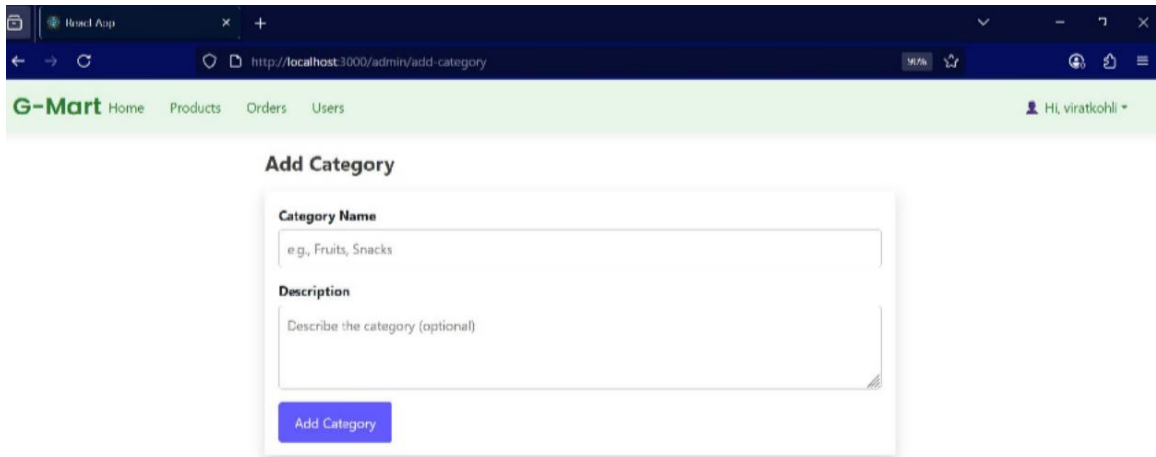 React App
http://localhost:3000/admin/add-category 90%
G-Mart Home Products Orders Users Hi, viratkohli
Add Category
Category Name
e.g., Fruits, Snacks
Description
Describe the category (optional)
Add Category